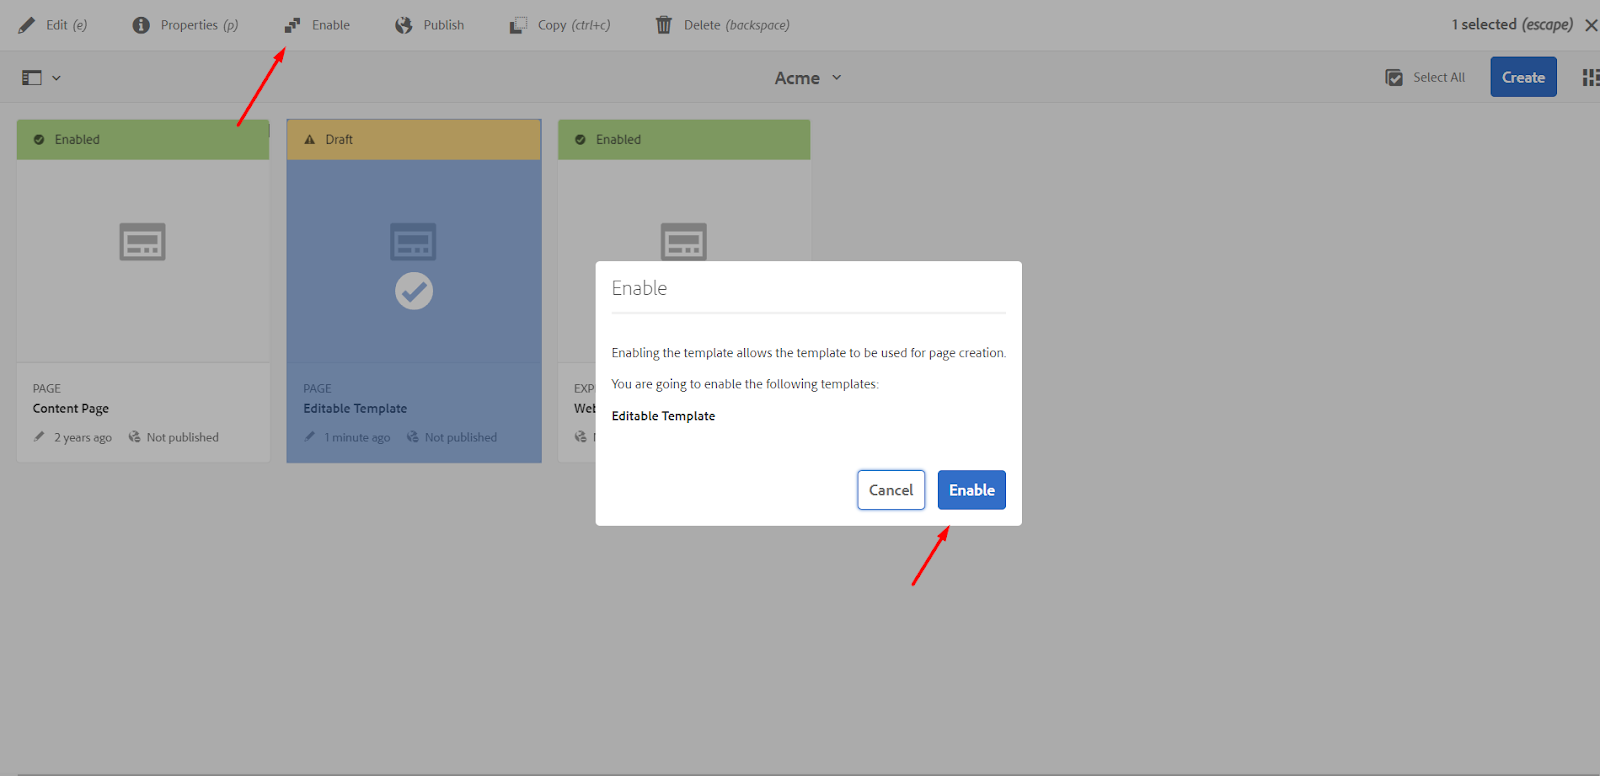 Edit (e) Properties (p) Enable Publish Copy (ctrl+c) Delete (backspace) 1 selected (escape)
Acme Select All Create
Enabled Draft Enabled
PAGE PAGE
Content Page Editable Template
2 years ago Not published 1 minute ago Not published
Enable
Enabling the template allows the template to be used for page creation.
You are going to enable the following templates:
Editable Template
Cancel Enable